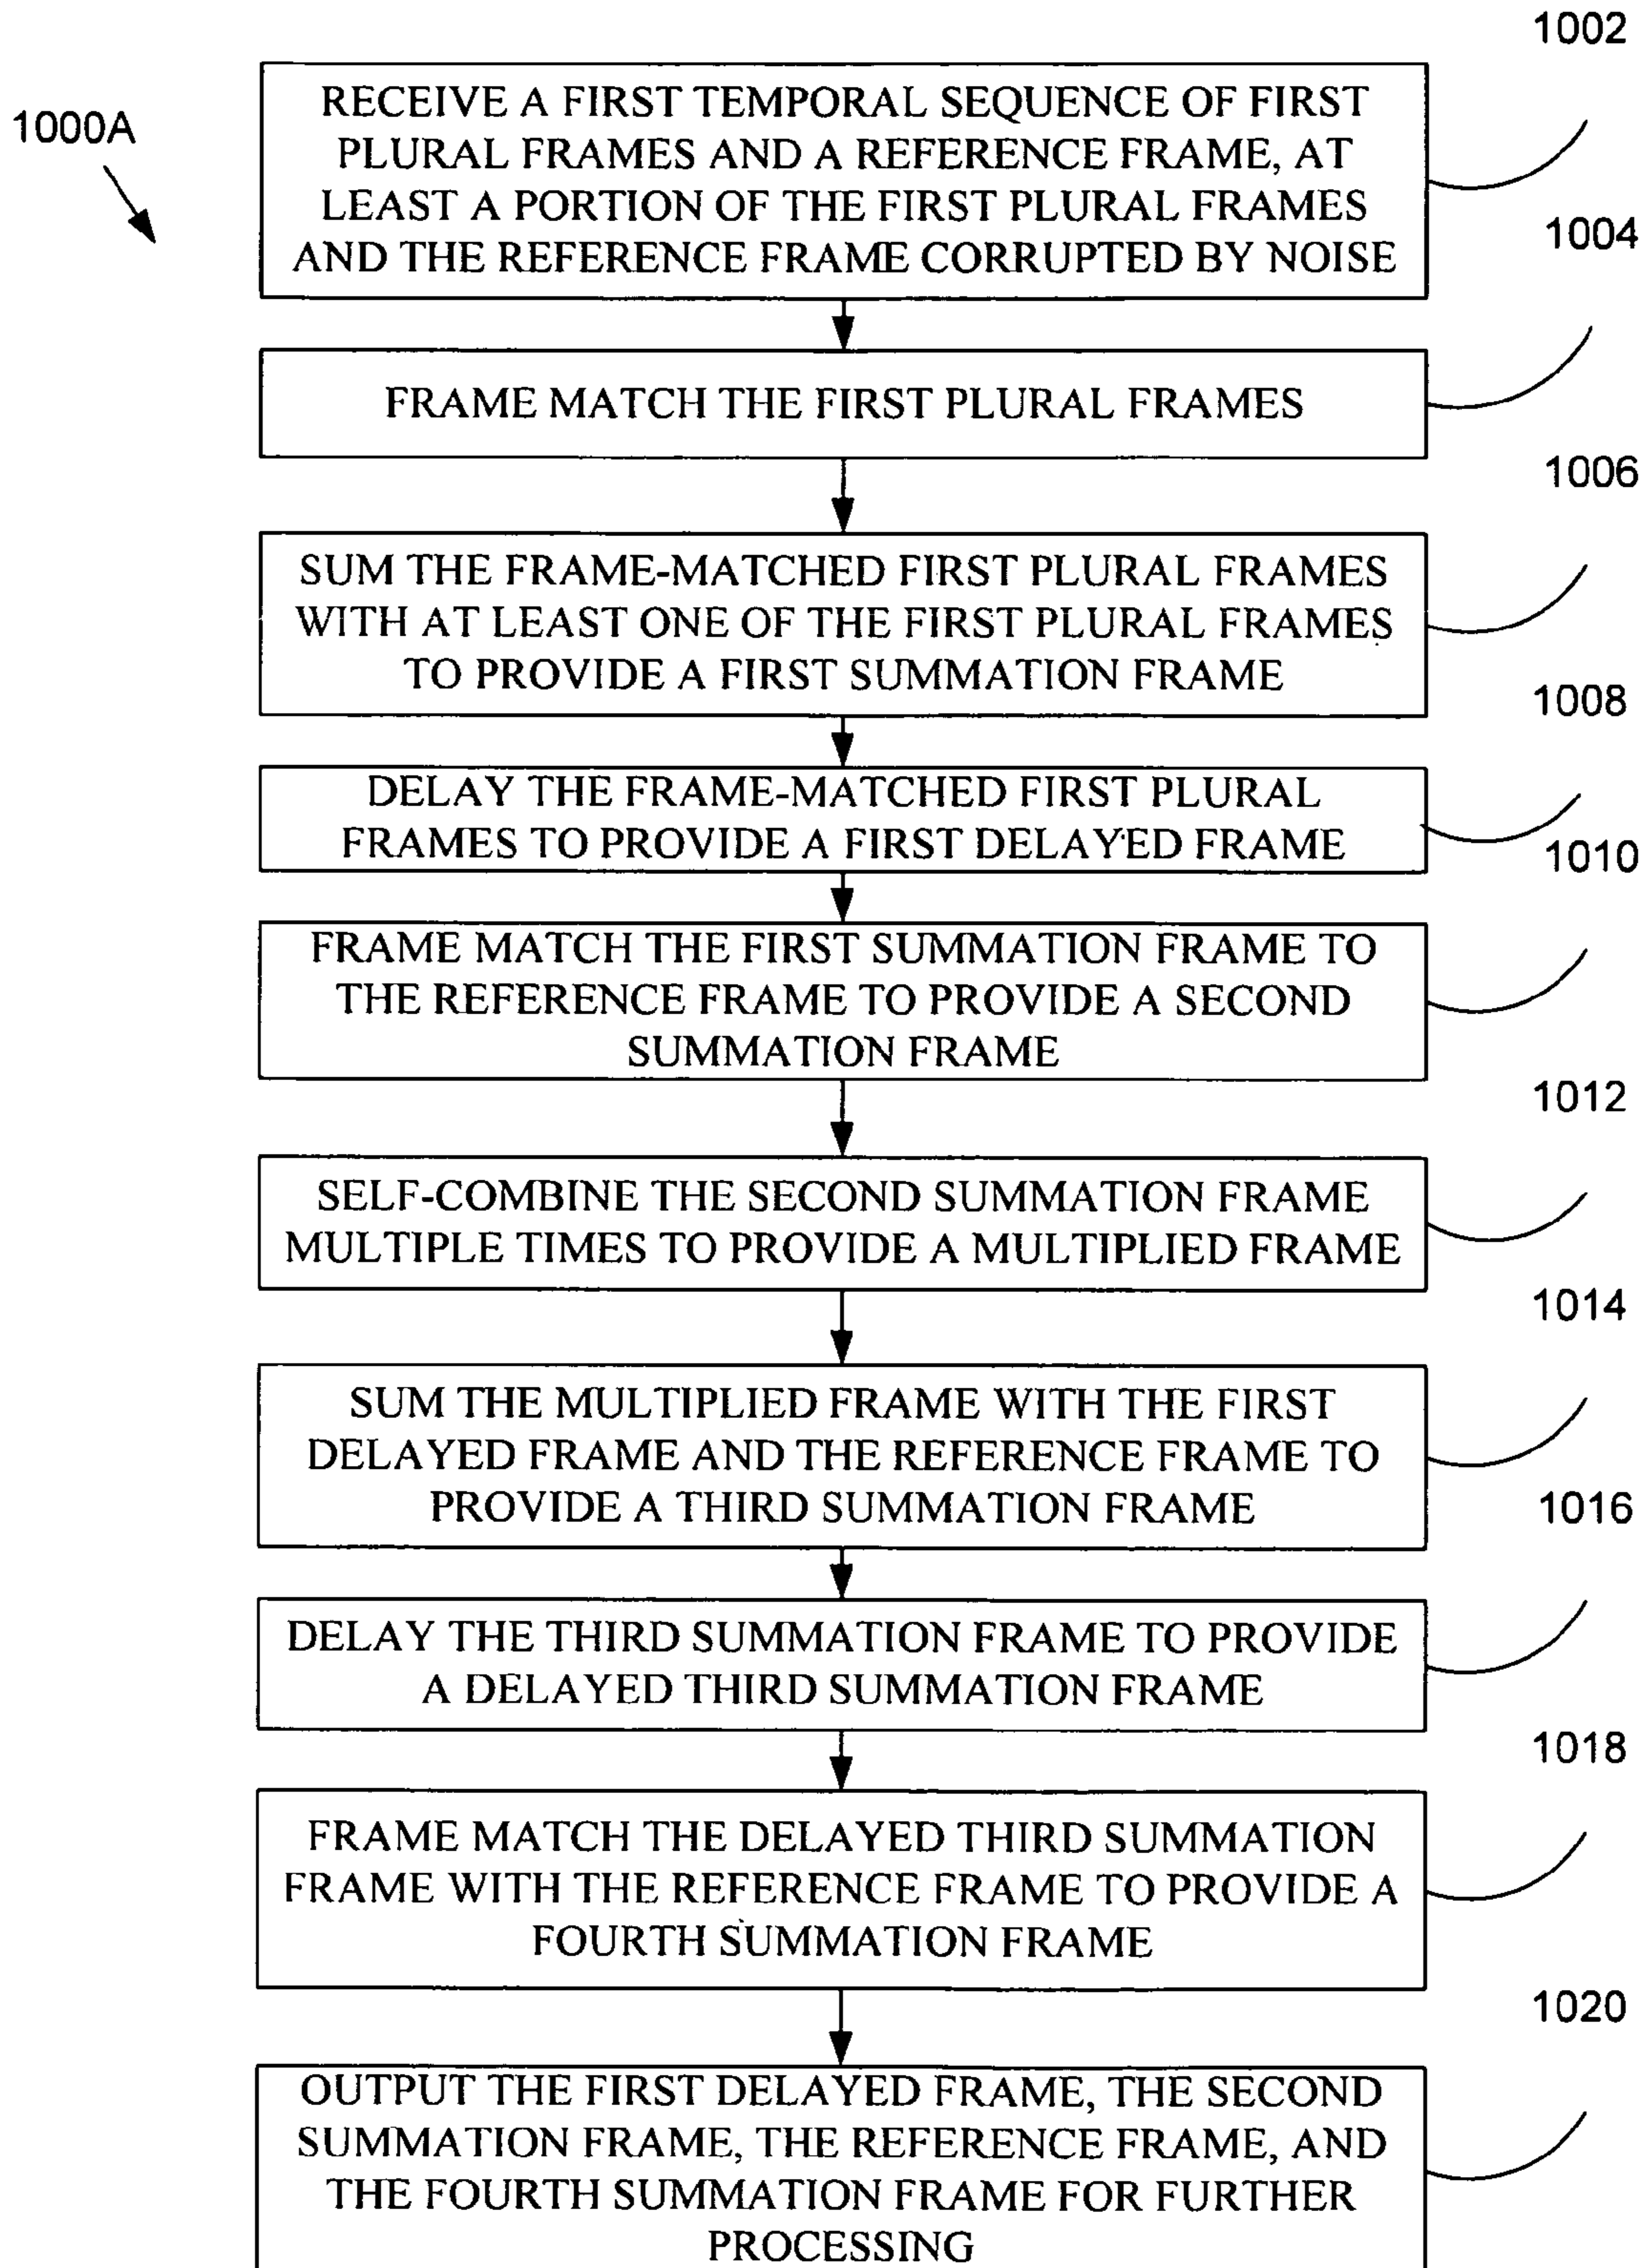 1002
1000A
RECEIVE A FIRST TEMPORAL SEQUENCE OF FIRST
PLURAL FRAMES AND A REFERENCE FRAME, AT
LEAST A PORTION OF THE FIRST PLURAL FRAMES
AND THE REFERENCE FRAME CORRUPTED BY NOISE
1004
FRAME MATCH THE FIRST PLURAL FRAMES
1006
SUM THE FRAME-MATCHED FIRST PLURAL FRAMES
WITH AT LEAST ONE OF THE FIRST PLURAL FRAMES
TO PROVIDE A FIRST SUMMATION FRAME
1008
DELAY THE FRAME-MATCHED FIRST PLURAL
FRAMES TO PROVIDE A FIRST DELAYED FRAME
1010
FRAME MATCH THE FIRST SUMMATION FRAME TO
THE REFERENCE FRAME TO PROVIDE A SECOND
SUMMATION FRAME
1012
SELF-COMBINE THE SECOND SUMMATION FRAME
MULTIPLE TIMES TO PROVIDE A MULTIPLIED FRAME
1014
SUM THE MULTIPLIED FRAME WITH THE FIRST
DELAYED FRAME AND THE REFERENCE FRAME TO
PROVIDE A THIRD SUMMATION FRAME
1016
DELAY THE THIRD SUMMATION FRAME TO PROVIDE
A DELAYED THIRD SUMMATION FRAME
1018
FRAME MATCH THE DELAYED THIRD SUMMATION
FRAME WITH THE REFERENCE FRAME TO PROVIDE A
FOURTH SUMMATION FRAME
1020
OUTPUT THE FIRST DELAYED FRAME, THE SECOND
SUMMATION FRAME, THE REFERENCE FRAME, AND
THE FOURTH SUMMATION FRAME FOR FURTHER
PROCESSING